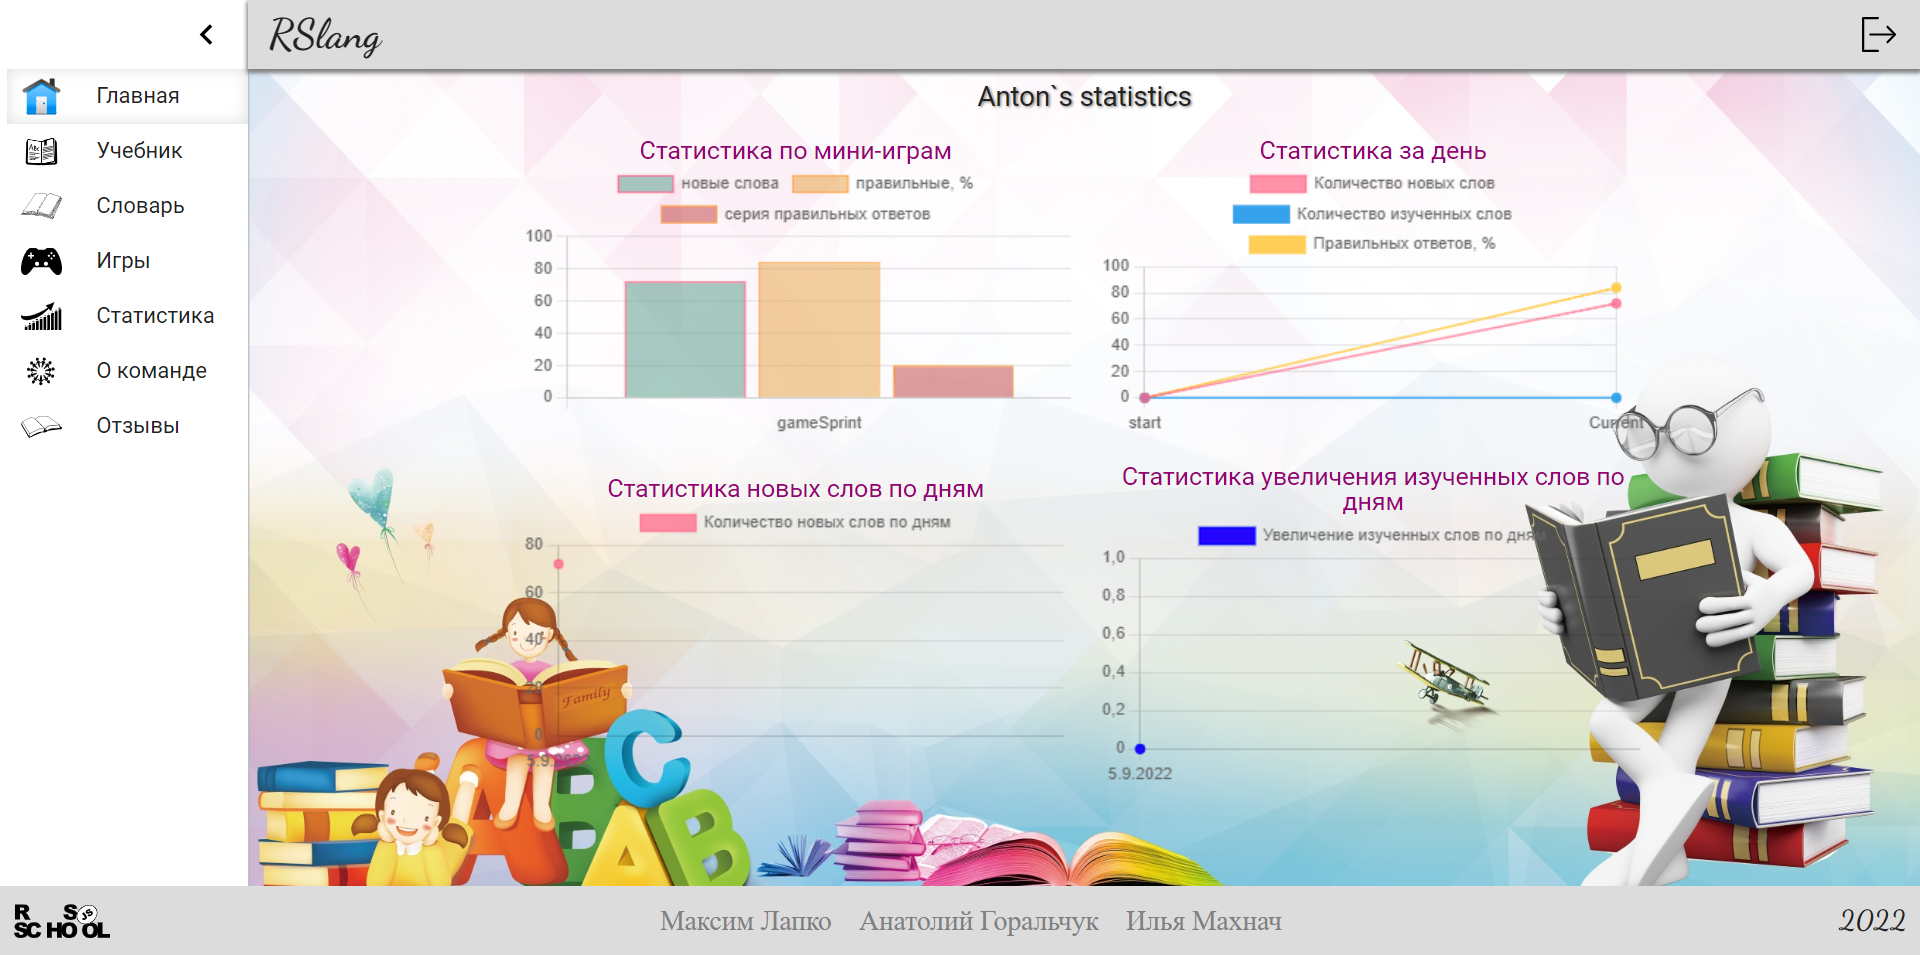 RSlang
Главная
Учебник
Словарь
Игры
Статистика
О команде
Отзывы
Anton`s statistics
Статистика по мини-играм
новые слова правильные, %
серия правильных ответов
100
80
60
40
20
0
gameSprint
Статистика за день
Количество новых слов
Количество изученных слов
Правильных ответов, %
100
80
60
40
20
0
start Current
Статистика новых слов по дням
Количество новых слов по дням
80
60
40
20
0
5.9.2022
Family
A B C
A B
Статистика увеличения изученных слов по
дням
Увеличение изученных слов по дням
1,0
0,8
0,6
0,4
0,2
0
5.9.2022
R S JS
SCHOOL
Максим Лапко Анатолий Горальчук Илья Махнач
2022